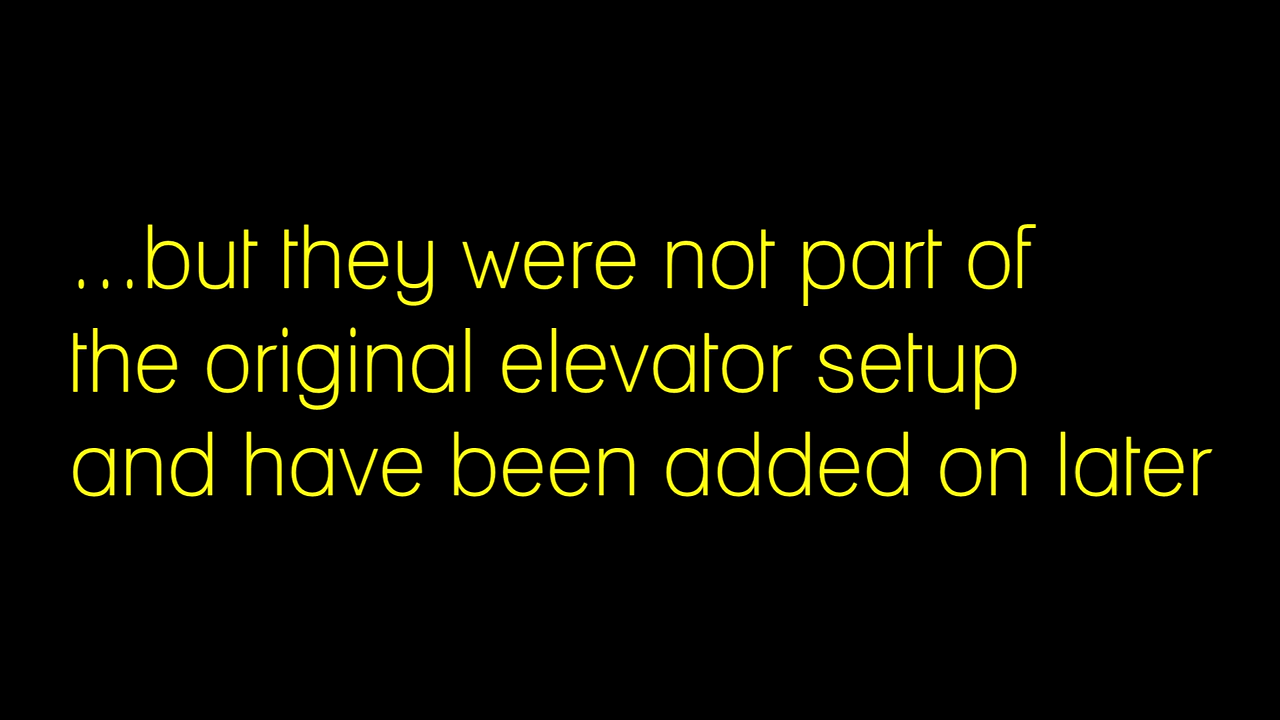 ...but they were not part of
the original elevator setup
and have been added on later